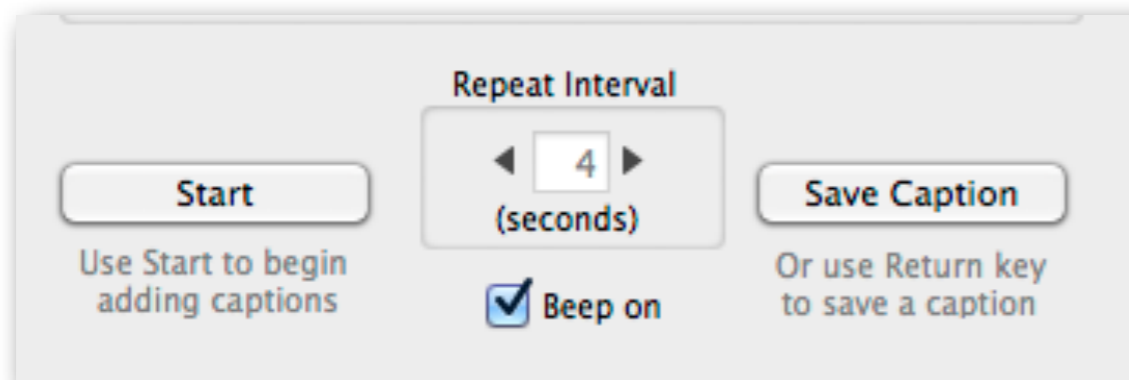 Repeat Interval
4
(seconds)
Start
Use Start to begin
adding captions
Beep on
Save Caption
Or use Return key
to save a caption